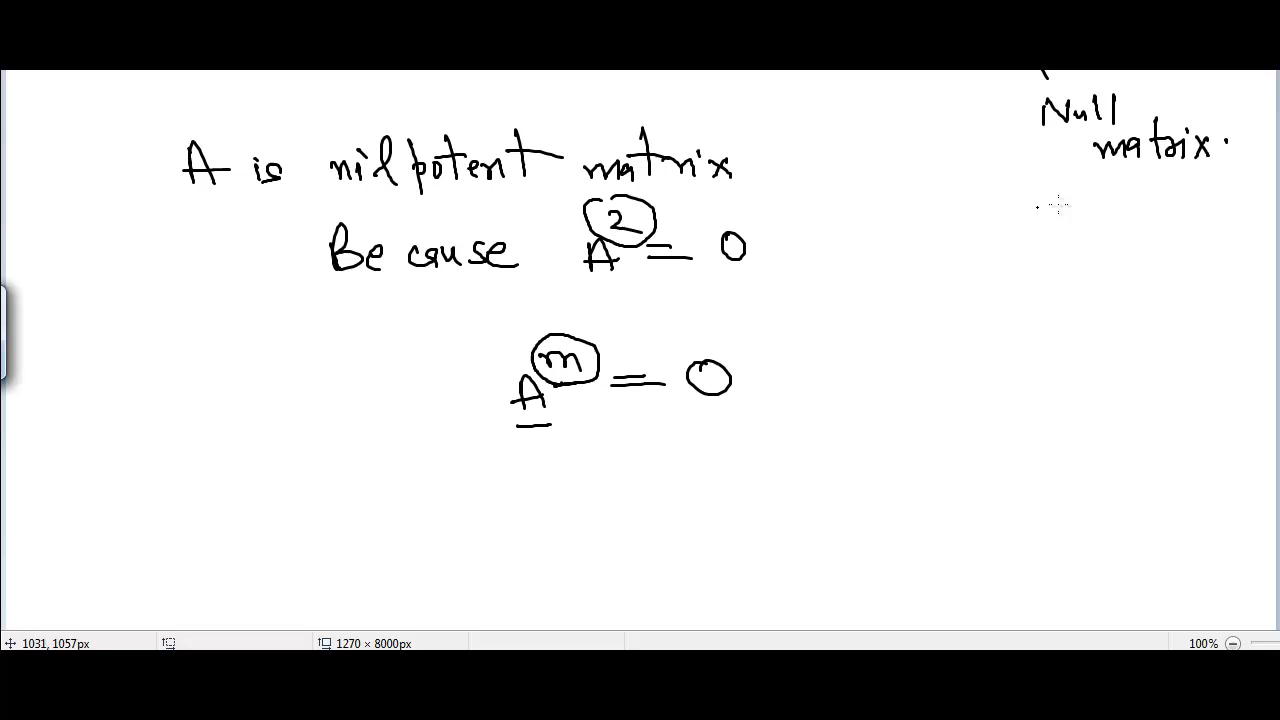 Null
matrix.
A is nilpotent matrix
Because A² = 0
Aᵐ = 0
1031, 1057px
1270 × 8000px
100%